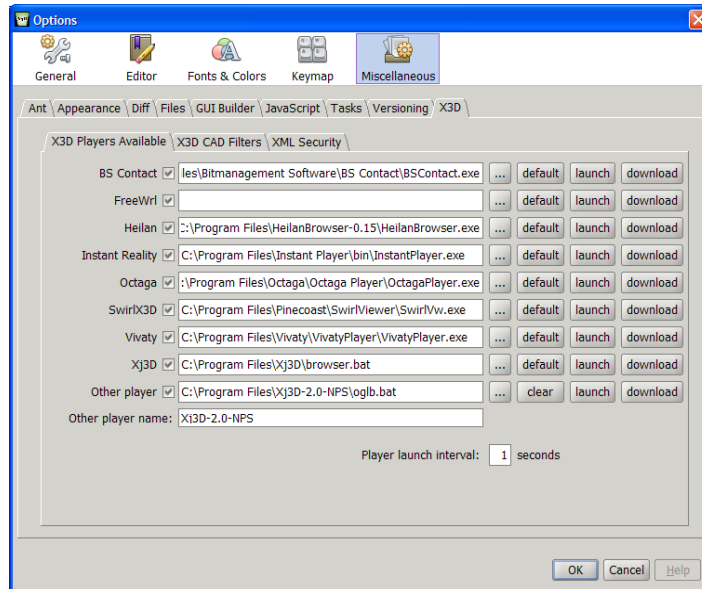 Options
General Editor Fonts & Colors Keymap Miscellaneous
Ant Appearance Diff Files GUI Builder JavaScript Tasks Versioning X3D
X3D Players Available X3D CAD Filters XML Security
BS Contact les\Bitmanagement Software\BS Contact\BSContact.exe ... default launch download
FreeWrl ... default launch download
Heilan C:\Program Files\HeilanBrowser-0.15\HeilanBrowser.exe ... default launch download
Instant Reality C:\Program Files\Instant Player\bin\InstantPlayer.exe ... default launch download
Octaga :\Program Files\Octaga\Octaga Player\OctagaPlayer.exe ... default launch download
SwirlX3D C:\Program Files\Pinecoast\SwirlViewer\SwirlVw.exe ... default launch download
Vivaty C:\Program Files\Vivaty\VivatyPlayer\VivatyPlayer.exe ... default launch download
Xj3D C:\Program Files\Xj3D\browser.bat ... default launch download
Other player C:\Program Files\Xj3D-2.0-NPS\oglb.bat ... clear launch download
Other player name: Xj3D-2.0-NPS
Player launch interval: 1 seconds
OK Cancel Help